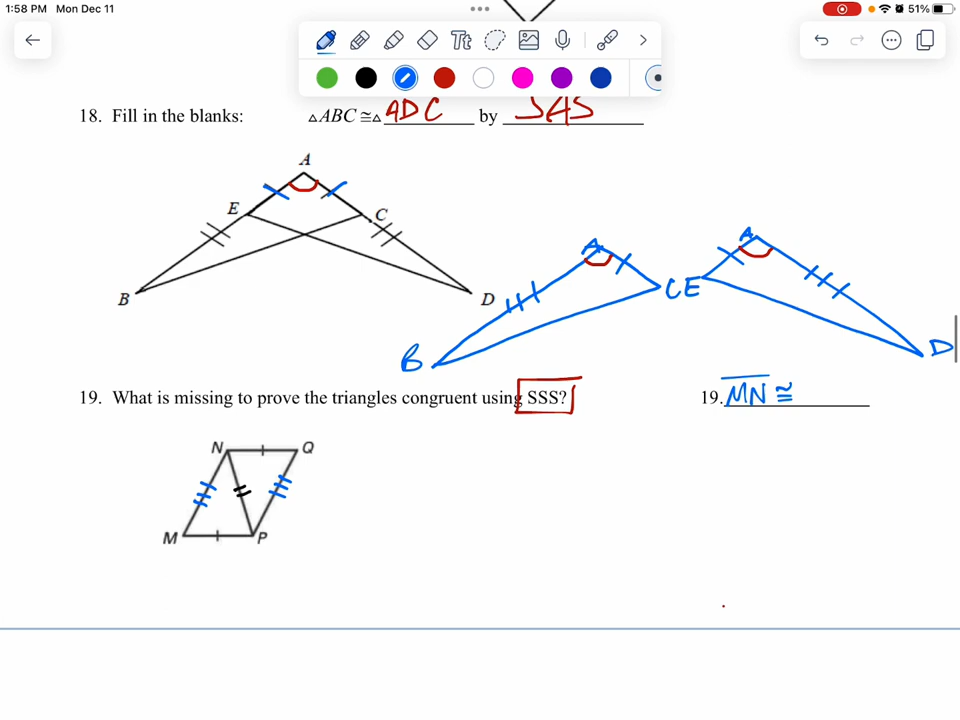 1:58 PM Mon Dec 11
51%
Tt
18. Fill in the blanks: △ABC ≅ △ ADC by SAS
A
E
C
B
D
A
C
B
A
E
D
19. What is missing to prove the triangles congruent using SSS? 19. MN ≅
N
Q
M
P